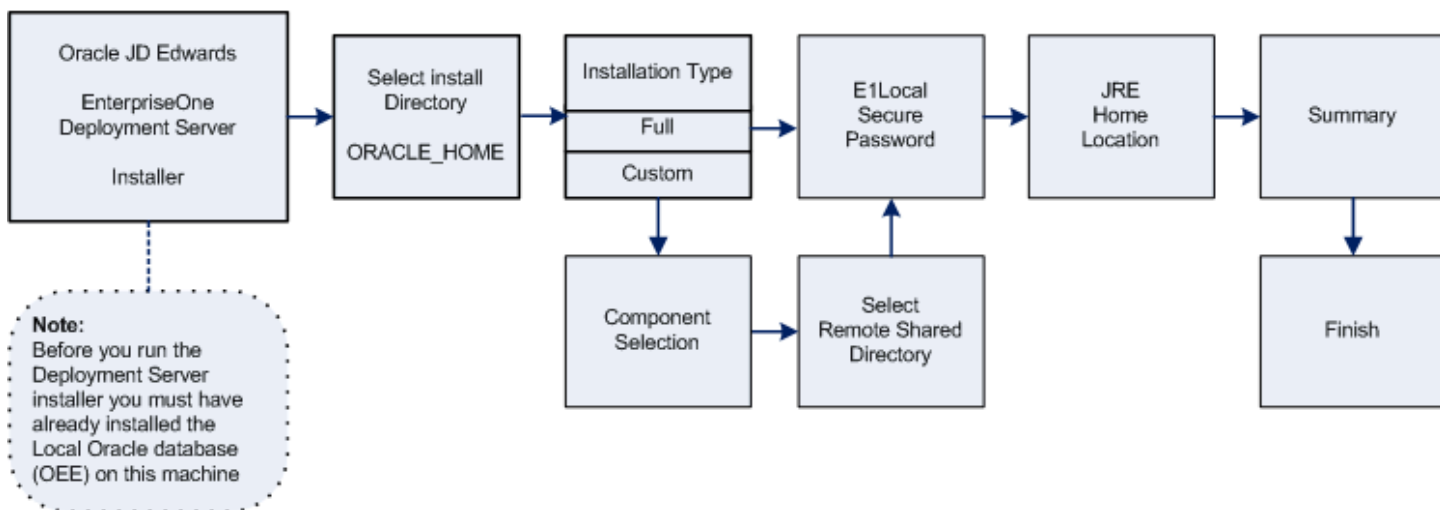 Oracle JD Edwards
EnterpriseOne
Deployment Server
Installer
Select install
Directory
ORACLE_HOME
Installation Type
Full
Custom
E1Local
Secure
Password
JRE
Home
Location
Summary
Note:
Before you run the
Deployment Server
installer you must have
already installed the
Local Oracle database
(OEE) on this machine
Component
Selection
Select
Remote Shared
Directory
Finish